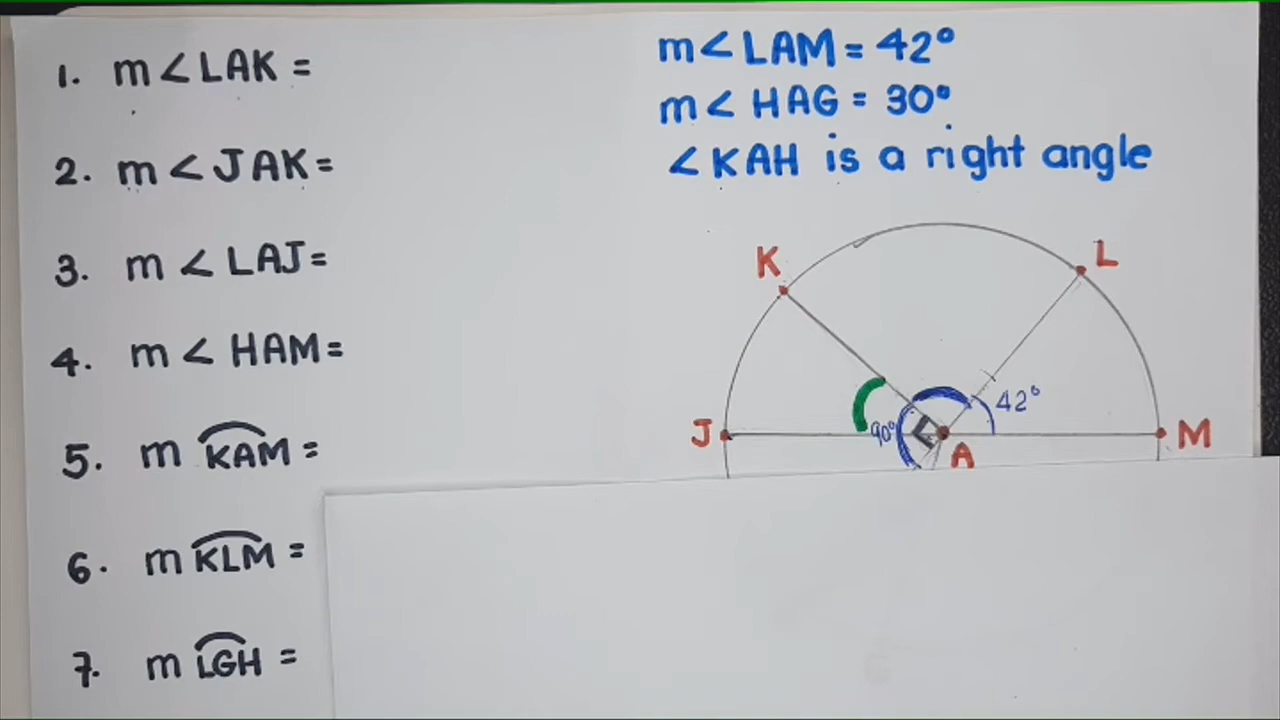 1. m∠LAK =
2. m∠JAK=
3. m∠LAJ=
4. m∠HAM=
5. m KAM =
6. m KLM =
7. m LGH =
m∠LAM = 42°
m∠HAG = 30°
∠KAH is a right angle
K
L
42°
J
90°
A
M